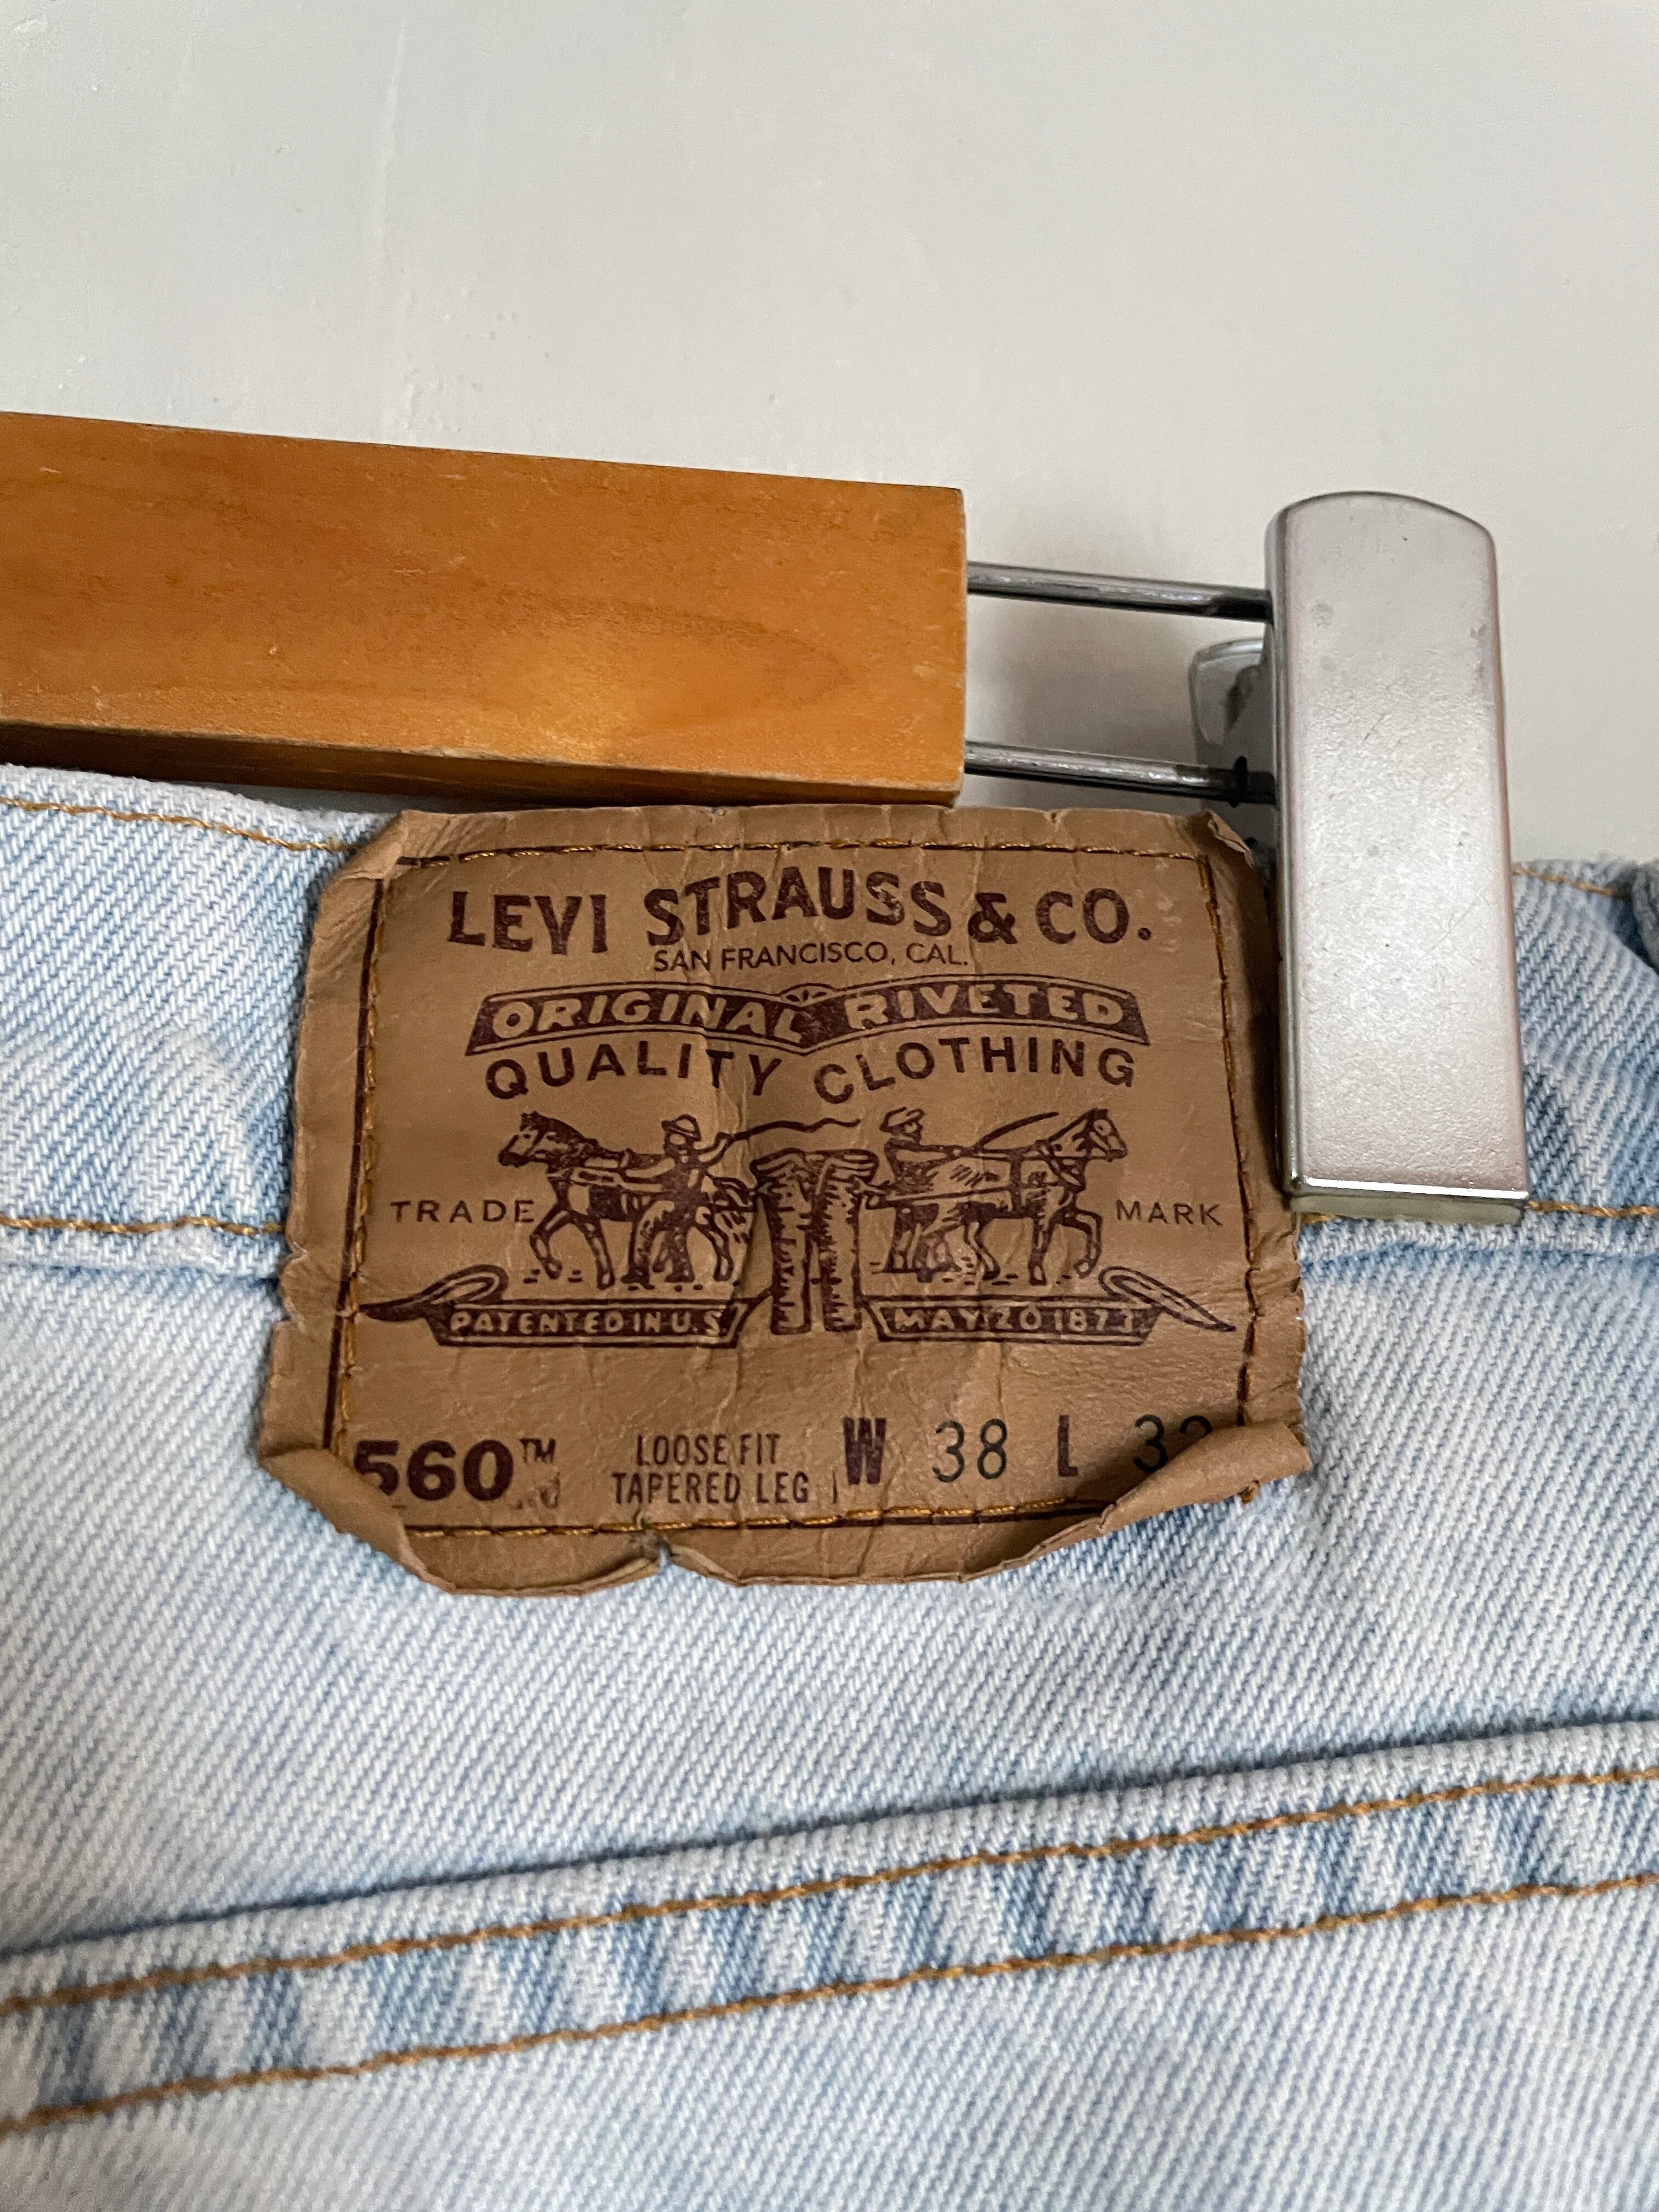 LEVI STRAUSS & CO.
SAN FRANCISCO, CAL.
ORIGINAL RIVETED
QUALITY CLOTHING
TRADE MARK
PATENTED IN U.S. MAY 20 1873
560™ LOOSE FIT W 38 L
TAPERED LEG